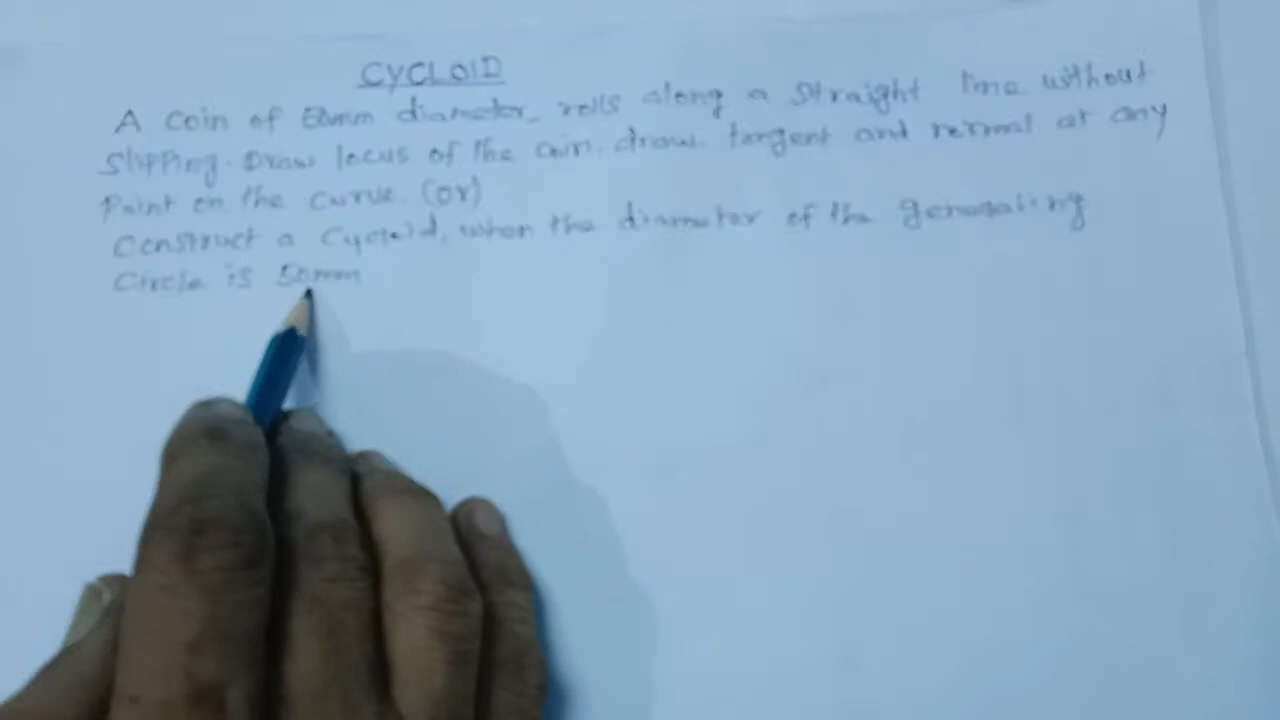 CYCLOID
A coin of 50mm diameter, rolls along a straight line without
slipping. Draw locus of the coin. draw tangent and normal at any
Point on the curve (or)
Construct a cycloid, when the diameter of the generating
Circle is 50mm